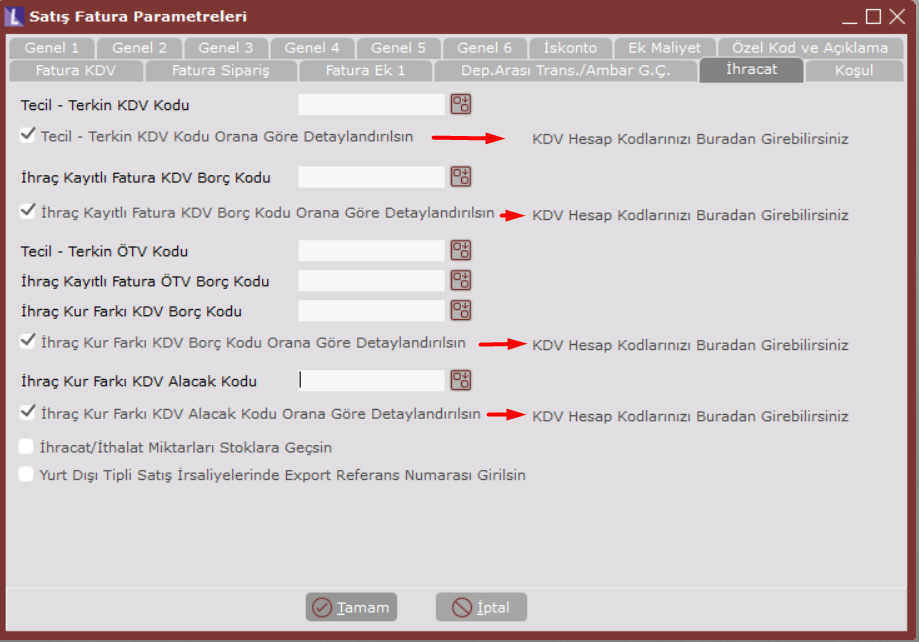 Satış Fatura Parametreleri
Genel 1 Genel 2 Genel 3 Genel 4 Genel 5 Genel 6 İskonto Ek Maliyet Özel Kod ve Açıklama
Fatura KDV Fatura Sipariş Fatura Ek 1 Dep.Arası Trans./Ambar G.Ç. İhracat Koşul
Tecil - Terkin KDV Kodu
Tecil - Terkin KDV Kodu Orana Göre Detaylandırılsın KDV Hesap Kodlarınızı Buradan Girebilirsiniz
İhraç Kayıtlı Fatura KDV Borç Kodu
İhraç Kayıtlı Fatura KDV Borç Kodu Orana Göre Detaylandırılsın KDV Hesap Kodlarınızı Buradan Girebilirsiniz
Tecil - Terkin ÖTV Kodu
İhraç Kayıtlı Fatura ÖTV Borç Kodu
İhraç Kur Farkı KDV Borç Kodu
İhraç Kur Farkı KDV Borç Kodu Orana Göre Detaylandırılsın KDV Hesap Kodlarınızı Buradan Girebilirsiniz
İhraç Kur Farkı KDV Alacak Kodu
İhraç Kur Farkı KDV Alacak Kodu Orana Göre Detaylandırılsın KDV Hesap Kodlarınızı Buradan Girebilirsiniz
İhracat/İthalat Miktarları Stoklara Geçsin
Yurt Dışı Tipli Satış İrsaliyelerinde Export Referans Numarası Girilsin
Tamam İptal